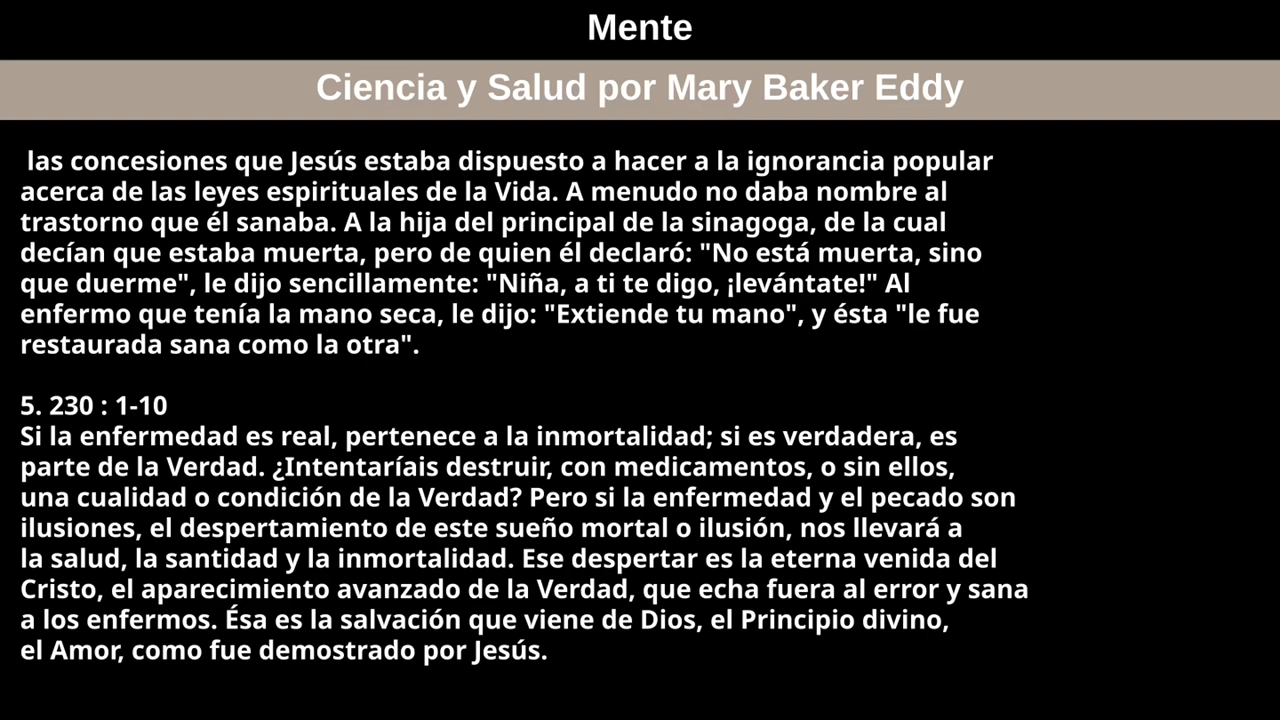 Mente
Ciencia y Salud por Mary Baker Eddy
las concesiones que Jesús estaba dispuesto a hacer a la ignorancia popular
acerca de las leyes espirituales de la Vida. A menudo no daba nombre al
trastorno que él sanaba. A la hija del principal de la sinagoga, de la cual
decían que estaba muerta, pero de quien él declaró: "No está muerta, sino
que duerme", le dijo sencillamente: "Niña, a ti te digo, ¡levántate!" Al
enfermo que tenía la mano seca, le dijo: "Extiende tu mano", y ésta "le fue
restaurada sana como la otra".
5. 230 : 1-10
Si la enfermedad es real, pertenece a la inmortalidad; si es verdadera, es
parte de la Verdad. ¿Intentaríais destruir, con medicamentos, o sin ellos,
una cualidad o condición de la Verdad? Pero si la enfermedad y el pecado son
ilusiones, el despertamiento de este sueño mortal o ilusión, nos llevará a
la salud, la santidad y la inmortalidad. Ese despertar es la eterna venida del
Cristo, el aparecimiento avanzado de la Verdad, que echa fuera al error y sana
a los enfermos. Ésa es la salvación que viene de Dios, el Principio divino,
el Amor, como fue demostrado por Jesús.